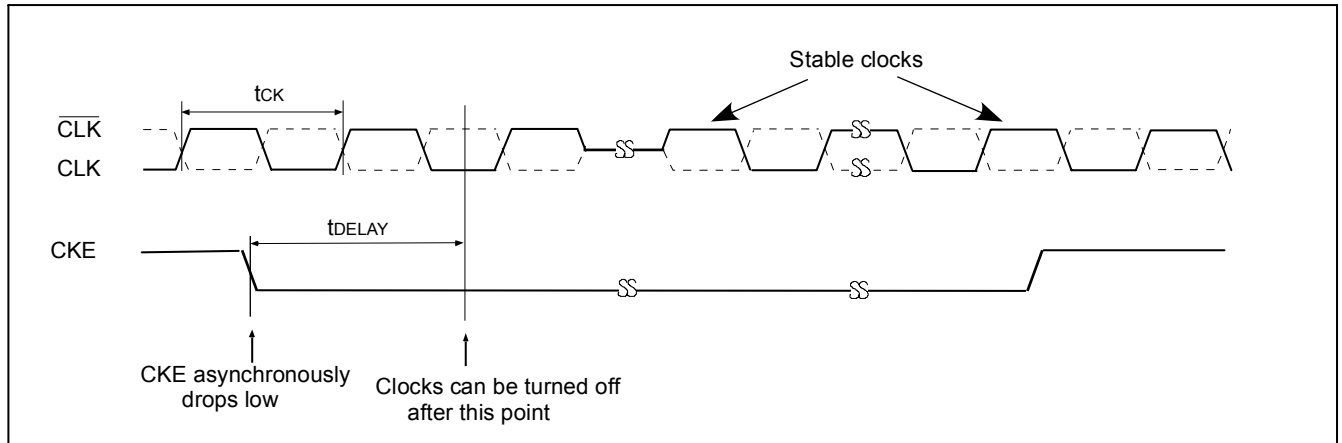 Stable clocks
tCK
CLK
CLK
tDELAY
CKE
CKE asynchronously
drops low
Clocks can be turned off
after this point